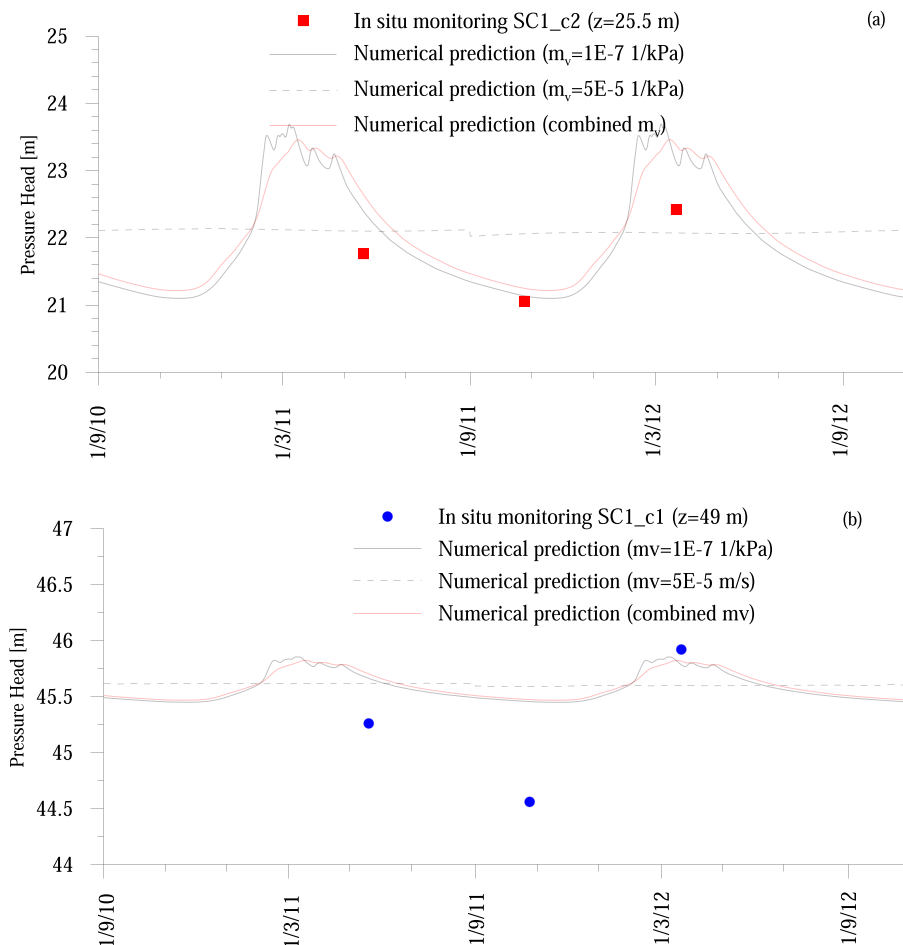 (a)
In situ monitoring SC1_c2 (z=25.5 m)
Numerical prediction (mv=1E-7 1/kPa)
Numerical prediction (mv=5E-5 1/kPa)
Numerical prediction (combined mv)
Pressure Head [m]
25
24
23
22
21
20
1/9/10
1/3/11
1/9/11
1/3/12
1/9/12
(b)
In situ monitoring SC1_c1 (z=49 m)
Numerical prediction (mv=1E-7 1/kPa)
Numerical prediction (mv=5E-5 m/s)
Numerical prediction (combined mv)
Pressure Head [m]
47
46.5
46
45.5
45
44.5
44
1/9/10
1/3/11
1/9/11
1/3/12
1/9/12